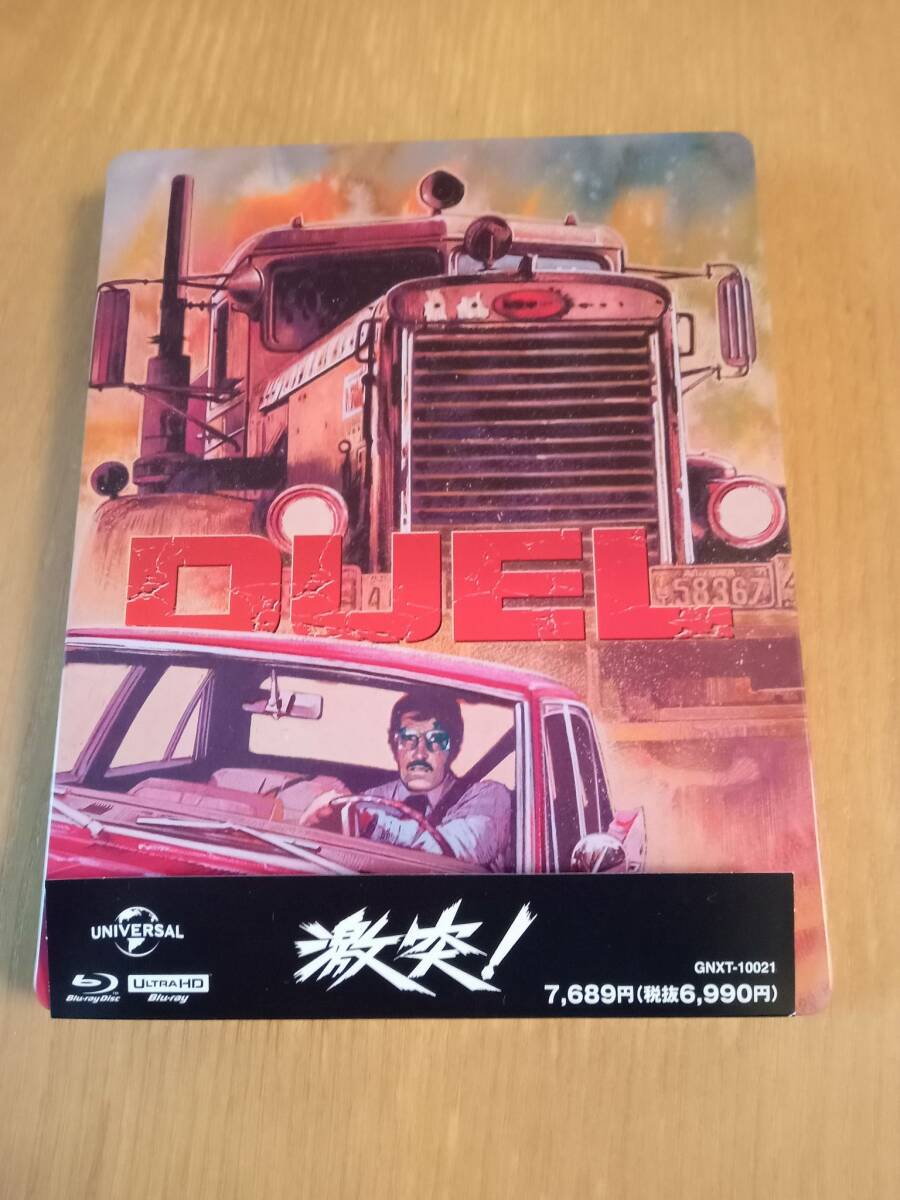 DUEL
4
58367
UNIVERSAL
激突!
GNXT-10021
Blu-ray Disc
ULTRA HD
Blu-ray
7,689円(税抜6,990円)